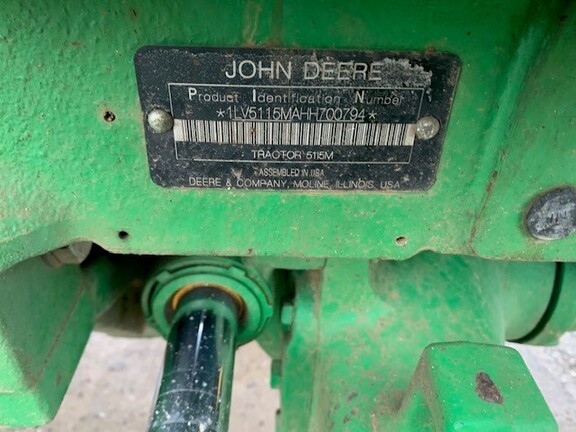 JOHN DEERE
Product Identification Number
*1LV5115MAHH700794*
TRACTOR 5115M
ASSEMBLED IN USA
DEERE & COMPANY, MOLINE, ILLINOIS, USA